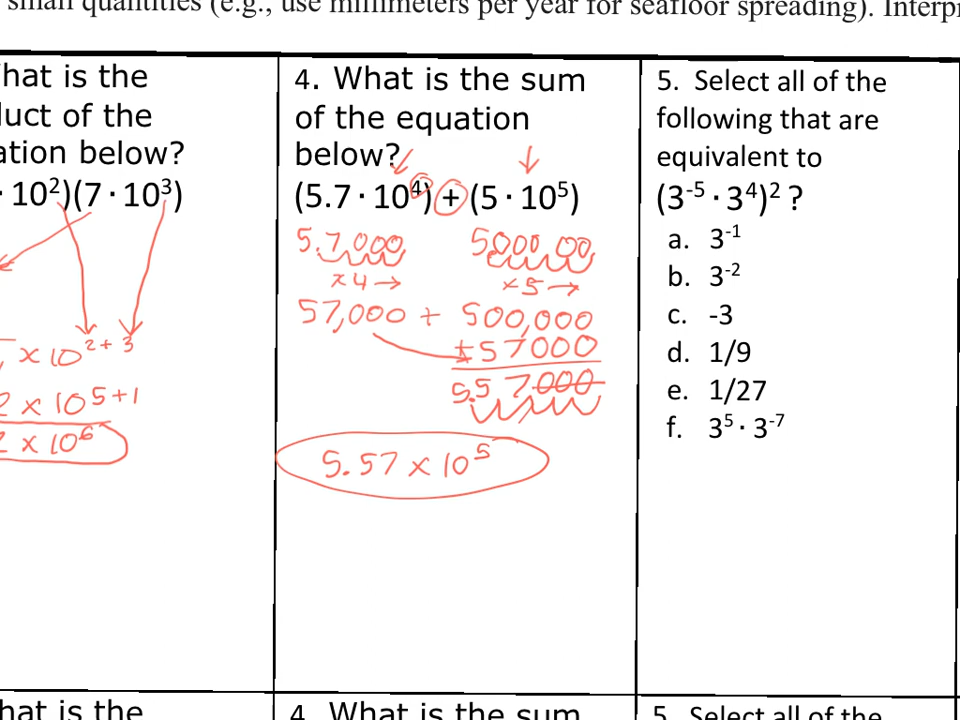 small quantities (e.g., use millimeters per year for seafloor spreading). Interpr
hat is the
luct of the
ation below?
· 10²)(7 · 10³)
x 10²⁺³
2 x 10⁵⁺¹
2 x 10⁶
4. What is the sum
of the equation
below?
(5.7 · 10⁴) + (5 · 10⁵)
5.7,000 5000 00
x4→ x5→
57,000 + 500,000
+57000
5.57000
5.57 x 10⁵
5. Select all of the
following that are
equivalent to
(3⁻⁵ · 3⁴)² ?
a. 3⁻¹
b. 3⁻²
c. -3
d. 1/9
e. 1/27
f. 3⁵ · 3⁻⁷
hat is the
4. What is the sum
5. Select all of the